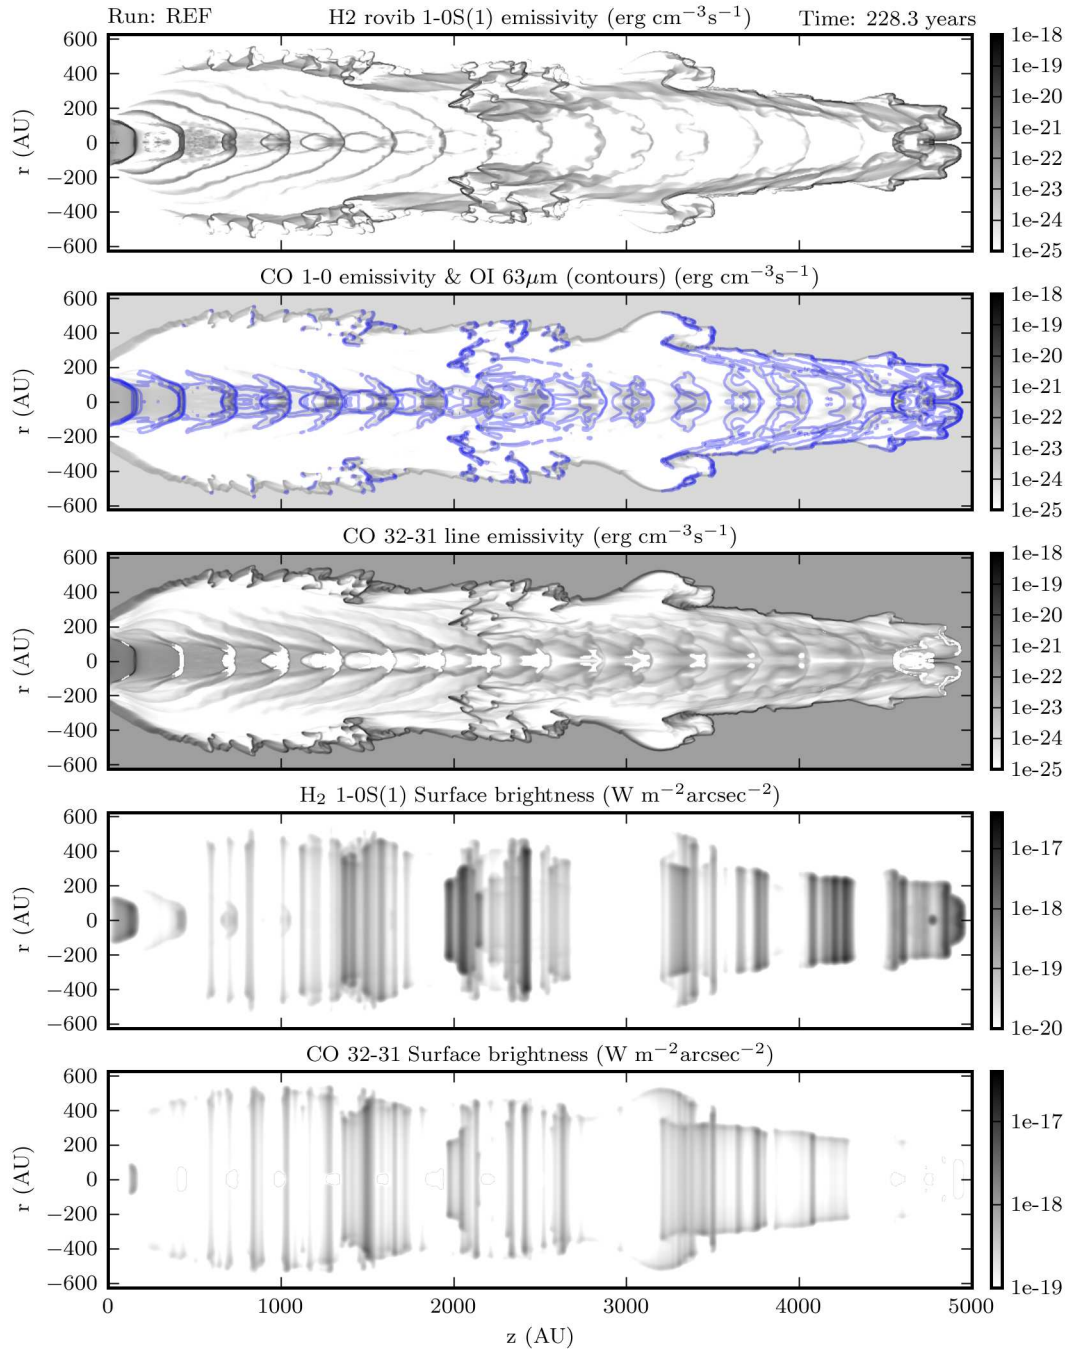 Run: REF H2 rovib 1-0S(1) emissivity (erg cm⁻³s⁻¹) Time: 228.3 years
600
400
200
0
−200
−400
−600
r (AU)
1e-18
1e-19
1e-20
1e-21
1e-22
1e-23
1e-24
1e-25
CO 1-0 emissivity & OI 63μm (contours) (erg cm⁻³s⁻¹)
600
400
200
0
−200
−400
−600
r (AU)
1e-18
1e-19
1e-20
1e-21
1e-22
1e-23
1e-24
1e-25
CO 32-31 line emissivity (erg cm⁻³s⁻¹)
600
400
200
0
−200
−400
−600
r (AU)
1e-18
1e-19
1e-20
1e-21
1e-22
1e-23
1e-24
1e-25
H₂ 1-0S(1) Surface brightness (W m⁻²arcsec⁻²)
600
400
200
0
−200
−400
−600
r (AU)
1e-17
1e-18
1e-19
1e-20
CO 32-31 Surface brightness (W m⁻²arcsec⁻²)
600
400
200
0
−200
−400
−600
r (AU)
1e-17
1e-18
1e-19
0 1000 2000 3000 4000 5000
z (AU)